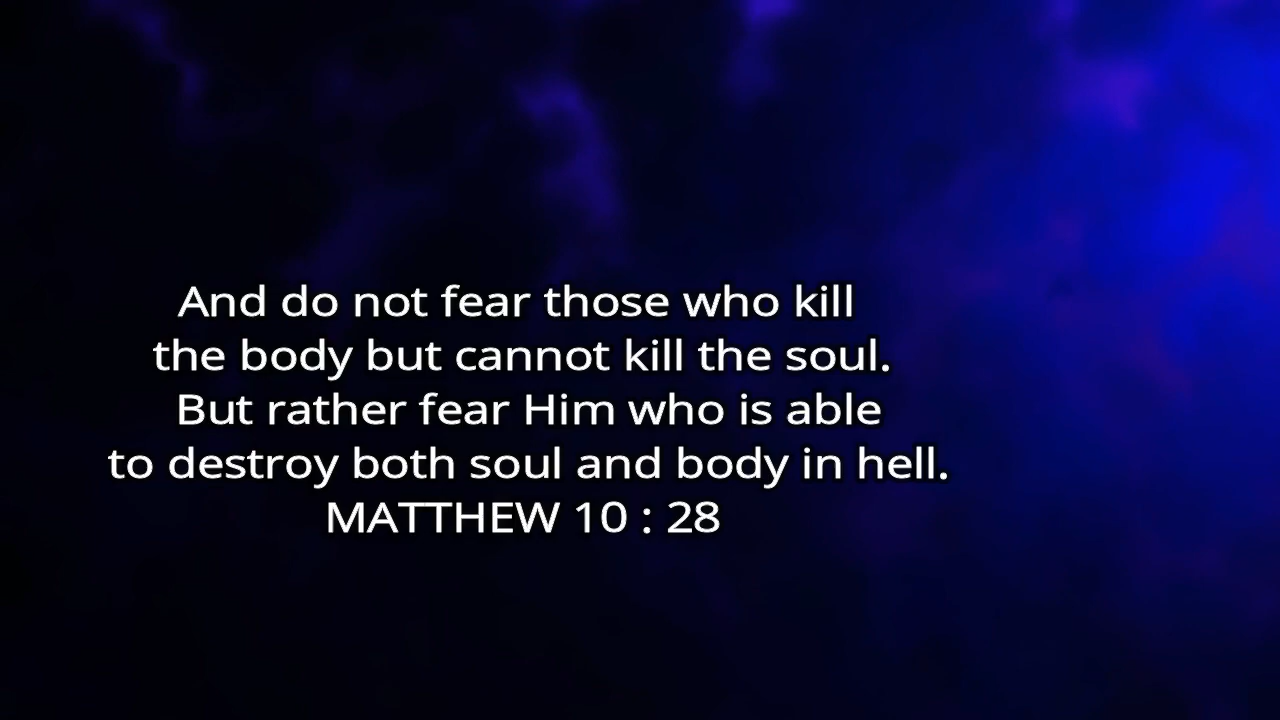 And do not fear those who kill
the body but cannot kill the soul.
But rather fear Him who is able
to destroy both soul and body in hell.
MATTHEW 10 : 28